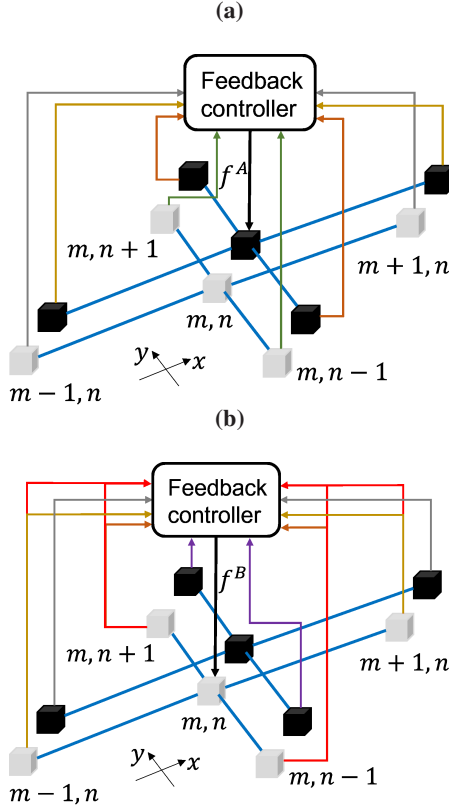 (a)
Feedback
controller
f^A
m, n + 1
m + 1, n
m, n
m, n − 1
y
x
m − 1, n
(b)
Feedback
controller
f^B
m, n + 1
m + 1, n
m, n
y
x
m, n − 1
m − 1, n